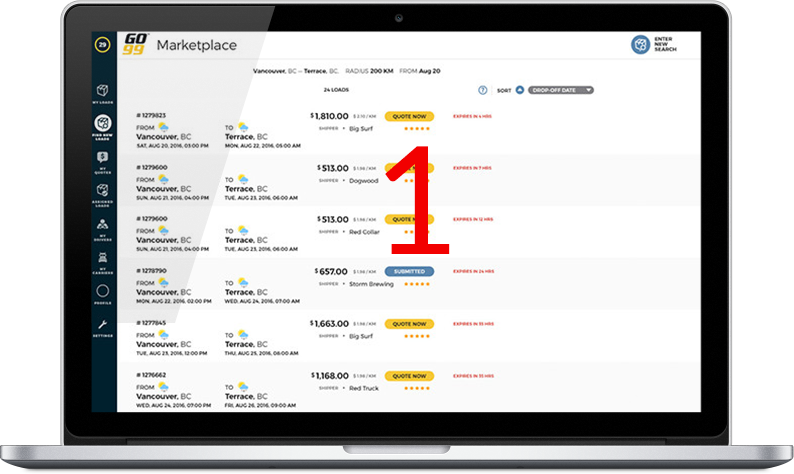 29
GO
99
Marketplace
ENTER
NEW
SEARCH
Vancouver, BC – Terrace, BC. RADIUS 200 KM FROM Aug 20
24 LOADS
? SORT DROP-OFF DATE
MY LOADS
FIND NEW
LOADS
MY
QUOTES
ASSIGNED
LOADS
MY
DRIVERS
MY
CARRIERS
PROFILE
SETTINGS
# 1279823
$1,810.00 $ 2.15 / KM QUOTE NOW EXPIRES IN 4 HRS
FROM TO
SHIPPER • Big Surf
Vancouver, BC Terrace, BC
SAT, AUG 20, 2016, 03:00 PM MON, AUG 22, 2016, 05:00 AM
# 1279600
$513.00 $ 1.98 / KM EXPIRES IN 7 HRS
FROM TO
SHIPPER • Dogwood
Vancouver, BC Terrace, BC
SUN, AUG 21, 2016, 04:00 PM TUE, AUG 23, 2016, 06:00 AM
1
# 1279600
$513.00 $ 1.98 / KM EXPIRES IN 12 HRS
FROM TO
SHIPPER • Red Collar
Vancouver, BC Terrace, BC
SUN, AUG 21, 2016, 04:00 PM TUE, AUG 23, 2016, 06:00 AM
# 1278790
$657.00 $ 1.98 / KM SUBMITTED EXPIRES IN 24 HRS
FROM TO
SHIPPER • Storm Brewing
Vancouver, BC Terrace, BC
MON, AUG 22, 2016, 02:00 PM WED, AUG 24, 2016, 07:00 AM
# 1277845
$1,663.00 $ 1.98 / KM QUOTE NOW
FROM TO
SHIPPER • Big Surf
Vancouver, BC Terrace, BC
TUE, AUG 23, 2016, 12:00 PM THU, AUG 25, 2016, 08:00 AM
# 1276662
$1,168.00 $ 1.98 / KM QUOTE NOW
FROM TO
SHIPPER • Red Truck
Vancouver, BC Terrace, BC
WED, AUG 24, 2016, 07:00 PM FRI, AUG 26, 2016, 09:00 AM